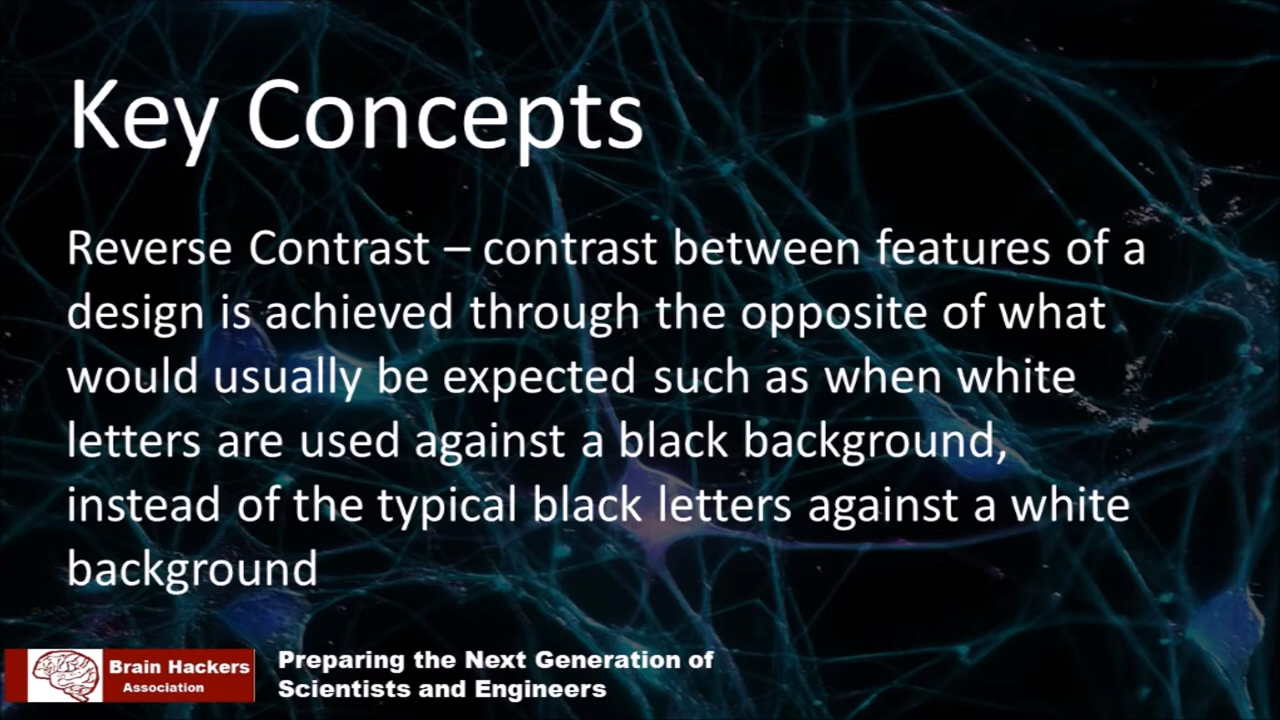 Key Concepts
Reverse Contrast – contrast between features of a
design is achieved through the opposite of what
would usually be expected such as when white
letters are used against a black background,
instead of the typical black letters against a white
background
Brain Hackers
Association
Preparing the Next Generation of
Scientists and Engineers